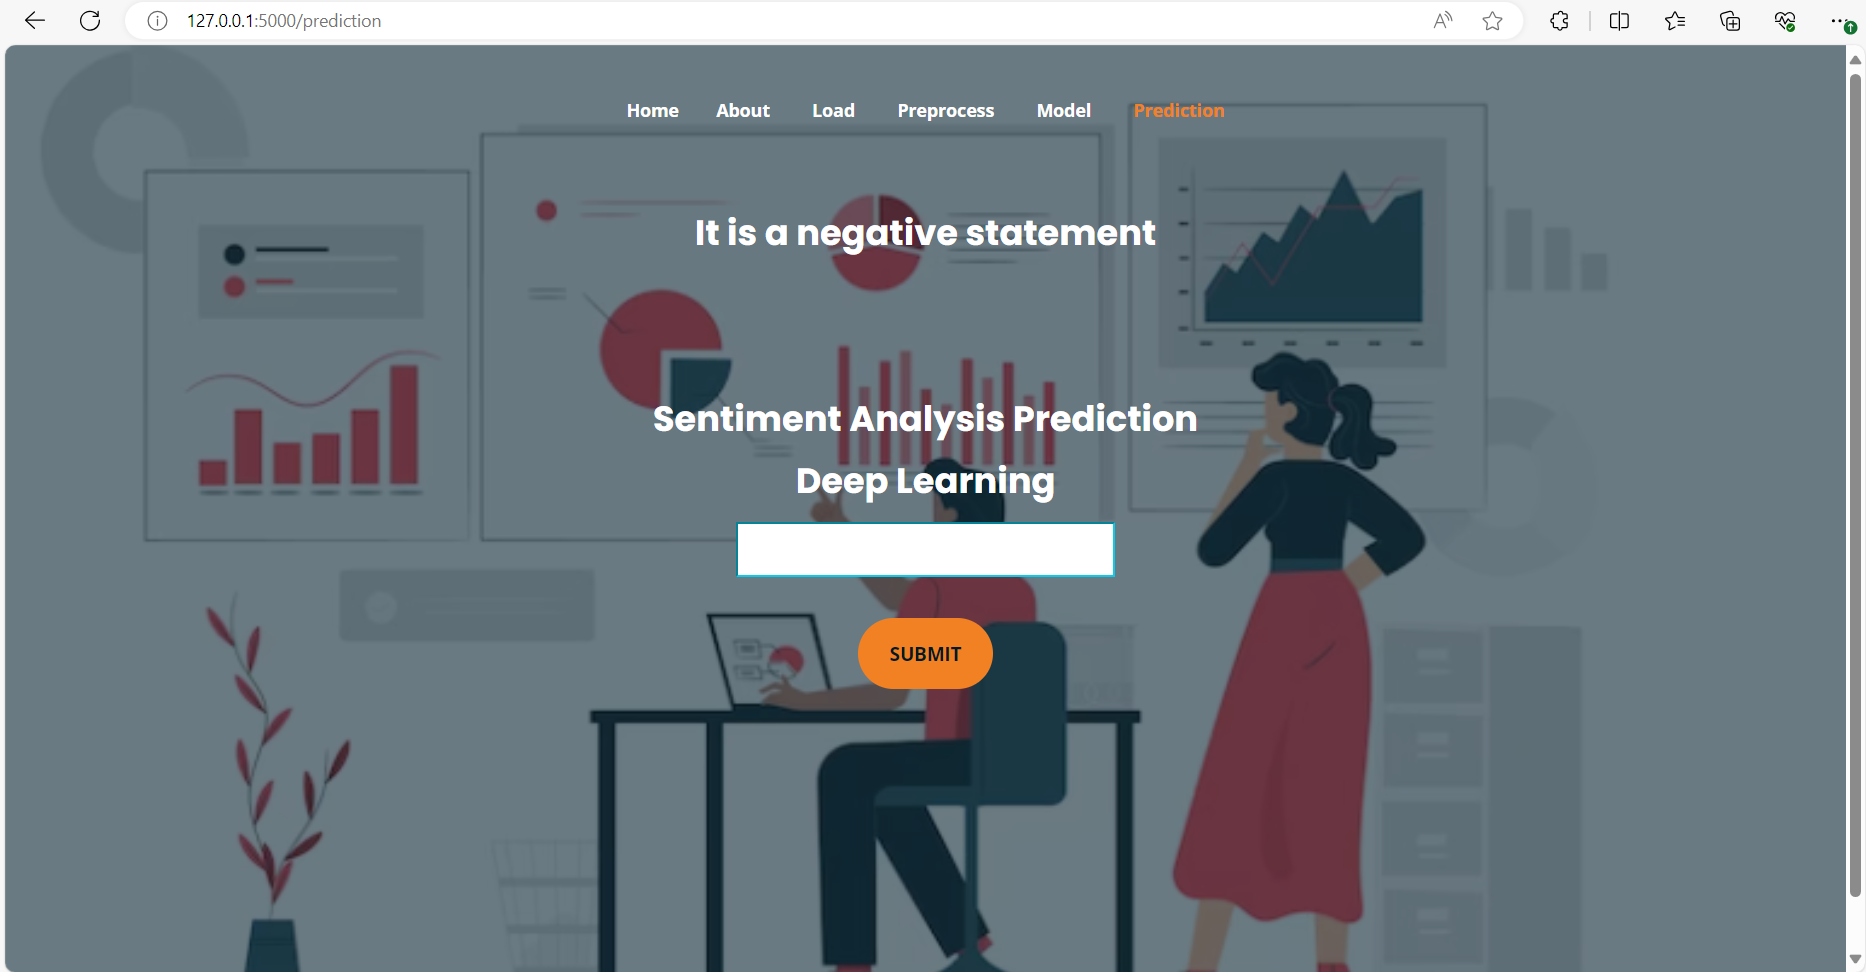 127.0.0.1:5000/prediction
Home About Load Preprocess Model Prediction
It is a negative statement
Sentiment Analysis Prediction
Deep Learning
SUBMIT